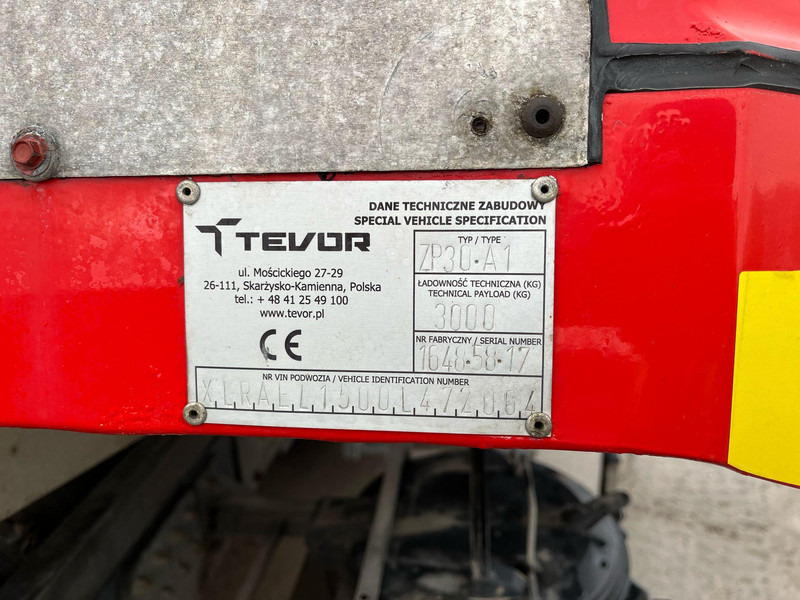 DANE TECHNICZNE ZABUDOWY
SPECIAL VEHICLE SPECIFICATION
TEVOR
ul. Mościckiego 27-29
26-111, Skarżysko-Kamienna, Polska
tel.: + 48 41 25 49 100
www.tevor.pl
CE
TYP / TYPE
ZP30·A1
ŁADOWNOŚĆ TECHNICZNA (KG)
TECHNICAL PAYLOAD (KG)
3000
NR FABRYCZNY / SERIAL NUMBER
1648·58·17
NR VIN PODWOZIA / VEHICLE IDENTIFICATION NUMBER
XLRAEL1500L472064